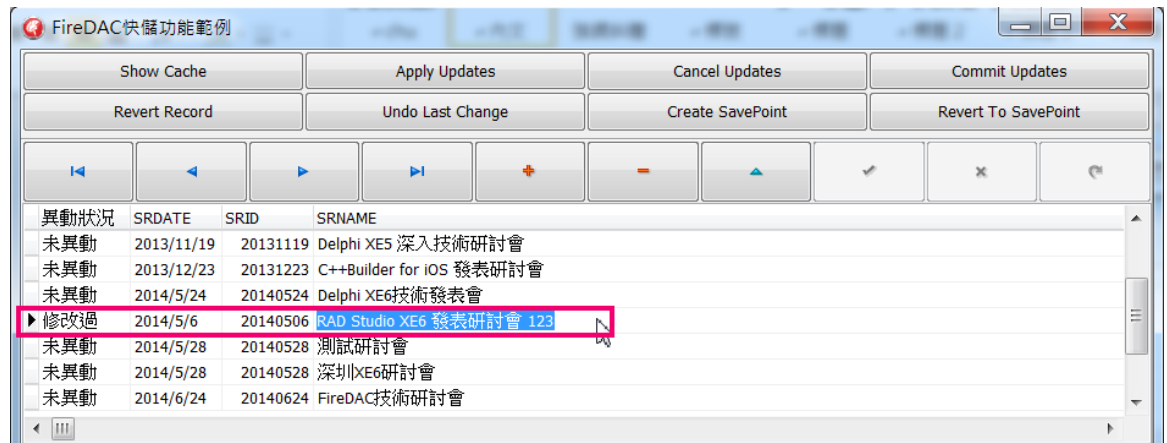 FireDAC快儲功能範例
Show Cache Apply Updates Cancel Updates Commit Updates
Revert Record Undo Last Change Create SavePoint Revert To SavePoint
異動狀況 SRDATE SRID SRNAME
未異動 2013/11/19 20131119 Delphi XE5 深入技術研討會
未異動 2013/12/23 20131223 C++Builder for iOS 發表研討會
未異動 2014/5/24 20140524 Delphi XE6技術發表會
修改過 2014/5/6 20140506 RAD Studio XE6 發表研討會 123
未異動 2014/5/28 20140528 測試研討會
未異動 2014/5/28 20140528 深圳XE6研討會
未異動 2014/6/24 20140624 FireDAC技術研討會